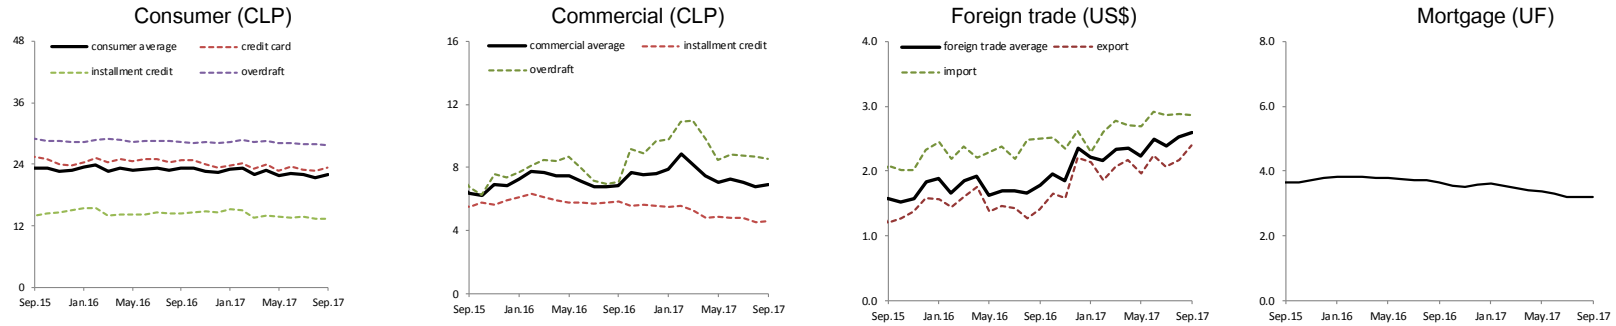 Consumer (CLP)
48
consumer average
credit card
installment credit
overdraft
36
24
12
0
Sep.15
Jan.16
May.16
Sep.16
Jan.17
May.17
Sep.17
Commercial (CLP)
16
commercial average
installment credit
overdraft
12
8
4
0
Sep.15
Jan.16
May.16
Sep.16
Jan.17
May.17
Sep.17
Foreign trade (US$)
4.0
foreign trade average
export
import
3.0
2.0
1.0
0.0
Sep.15
Jan.16
May.16
Sep.16
Jan.17
May.17
Sep.17
Mortgage (UF)
8.0
6.0
4.0
2.0
0.0
Sep.15
Jan.16
May.16
Sep.16
Jan.17
May.17
Sep.17